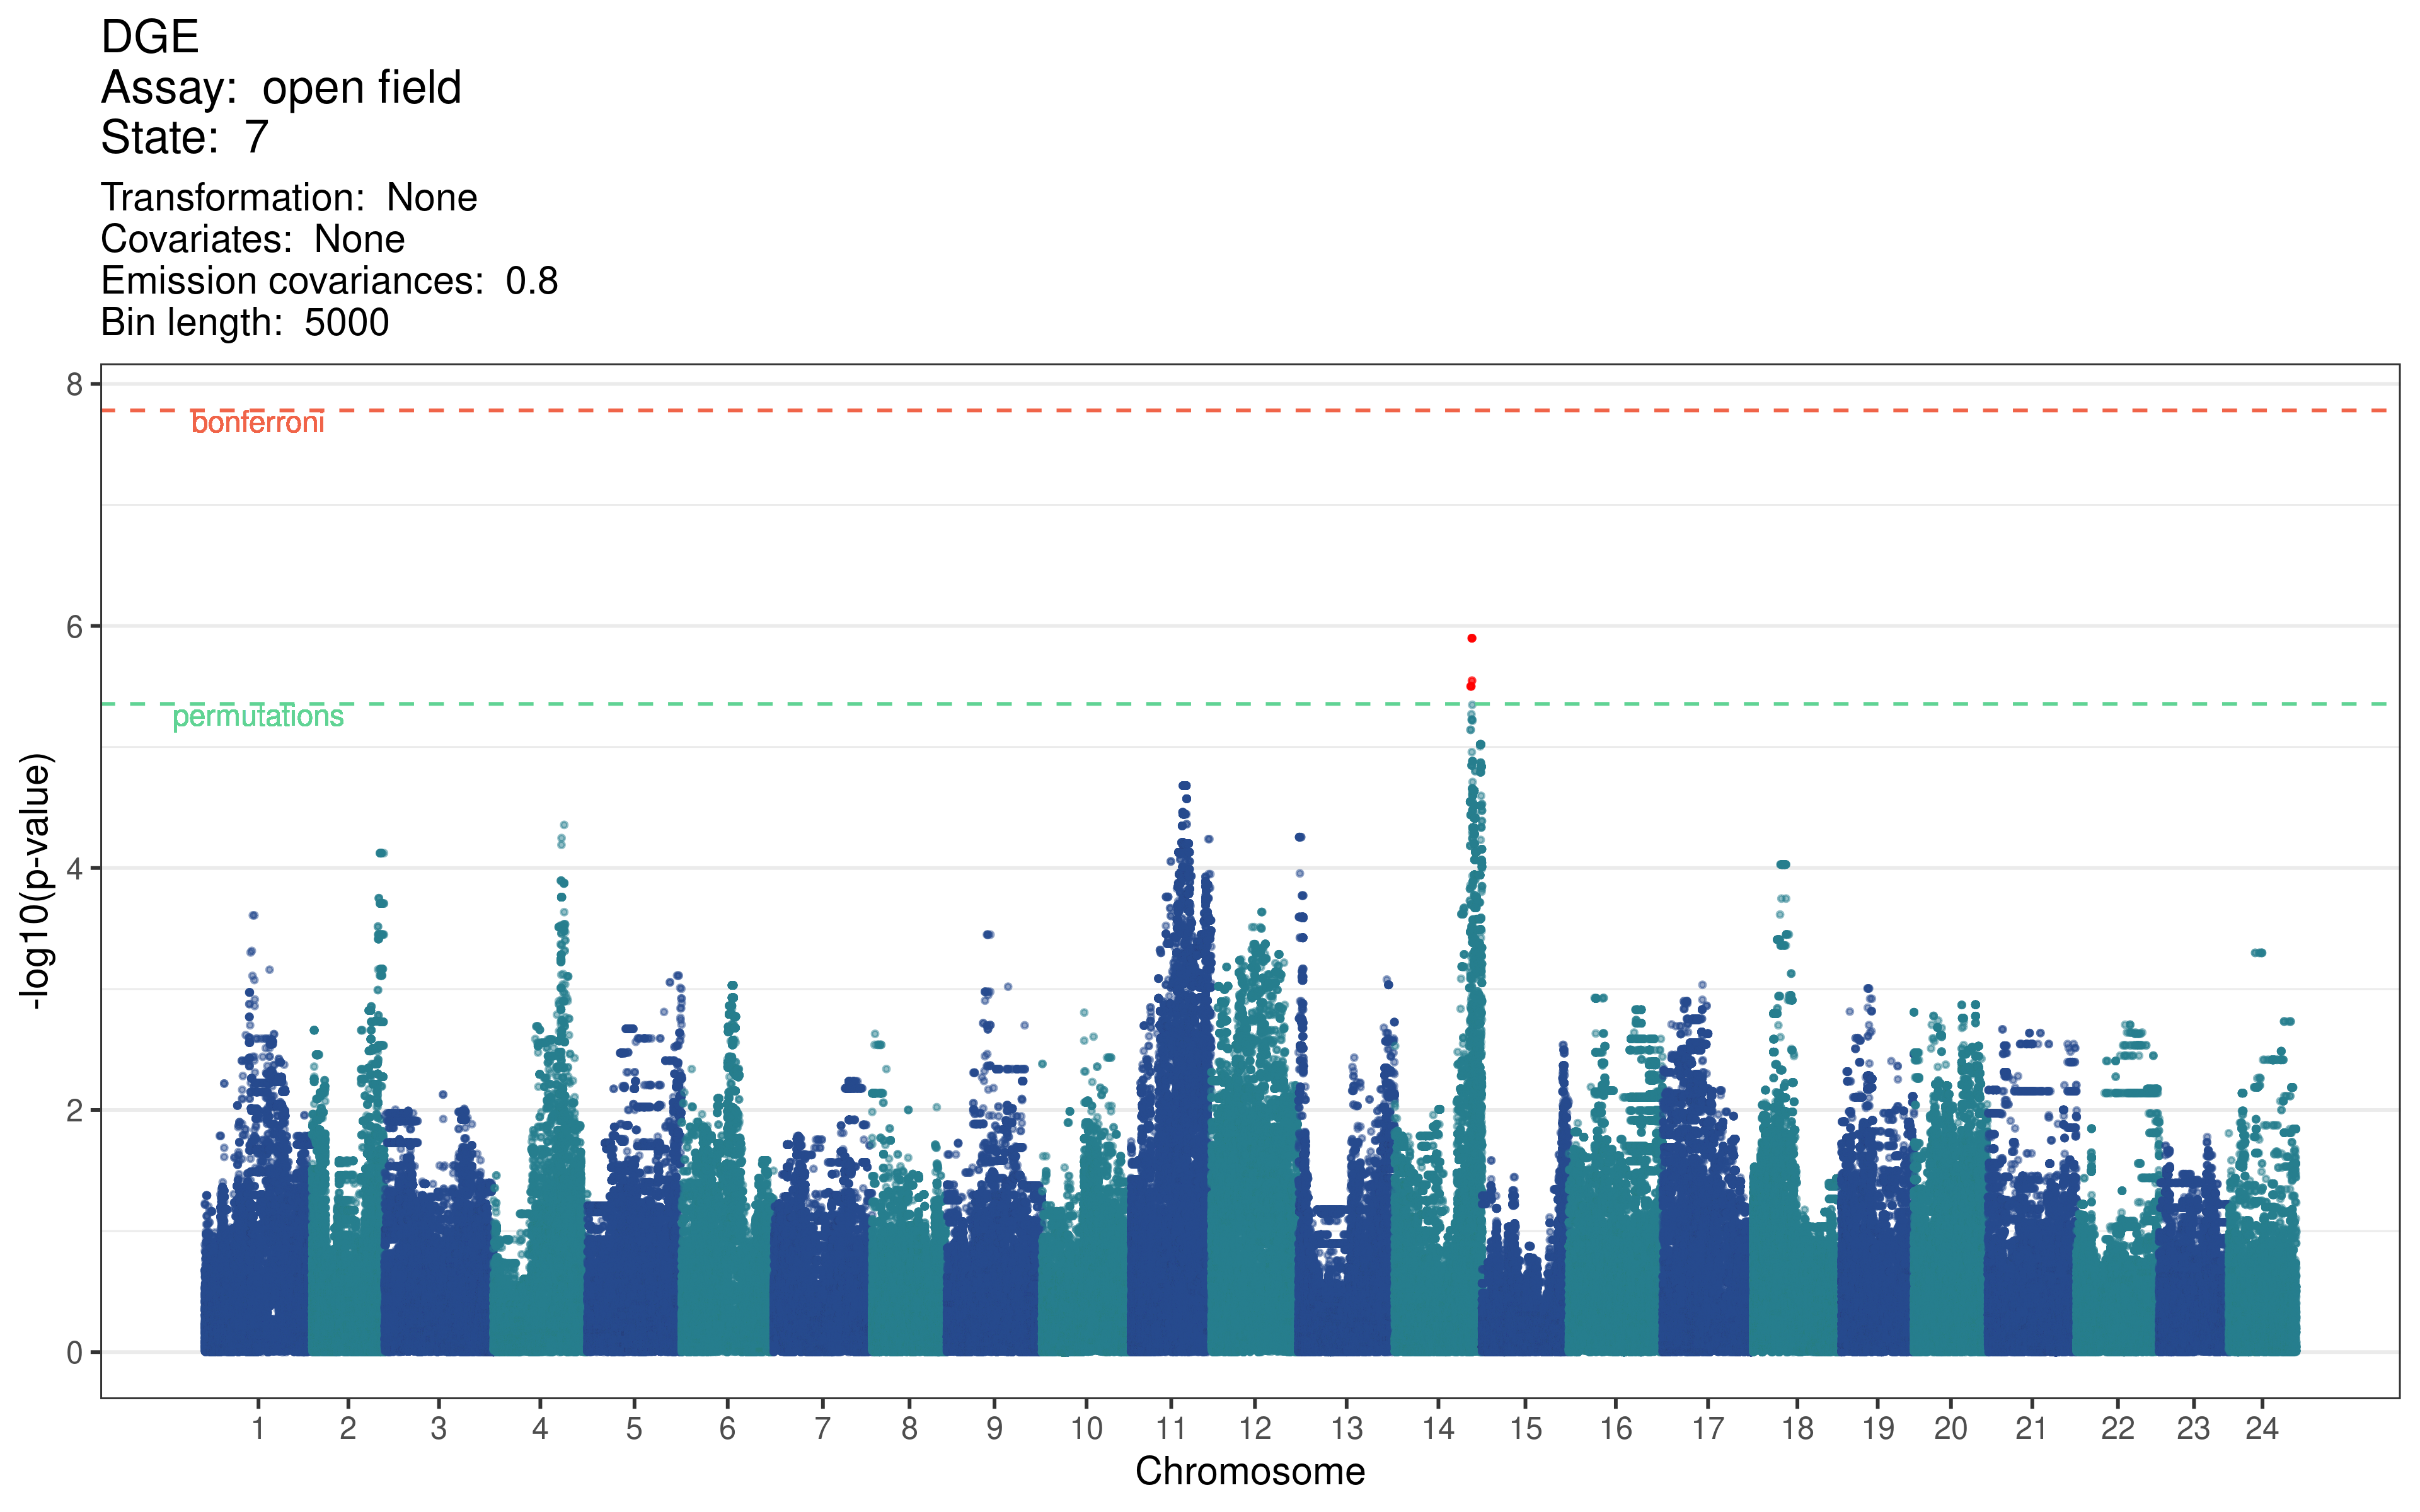 DGE
Assay:  open field
State:  7
Transformation:  None
Covariates:  None
Emission covariances:  0.8
Bin length:  5000
8
bonferroni
6
permutations
4
2
0
-log10(p-value)
1 2 3 4 5 6 7 8 9 10 11 12 13 14 15 16 17 18 19 20 21 22 23 24
Chromosome